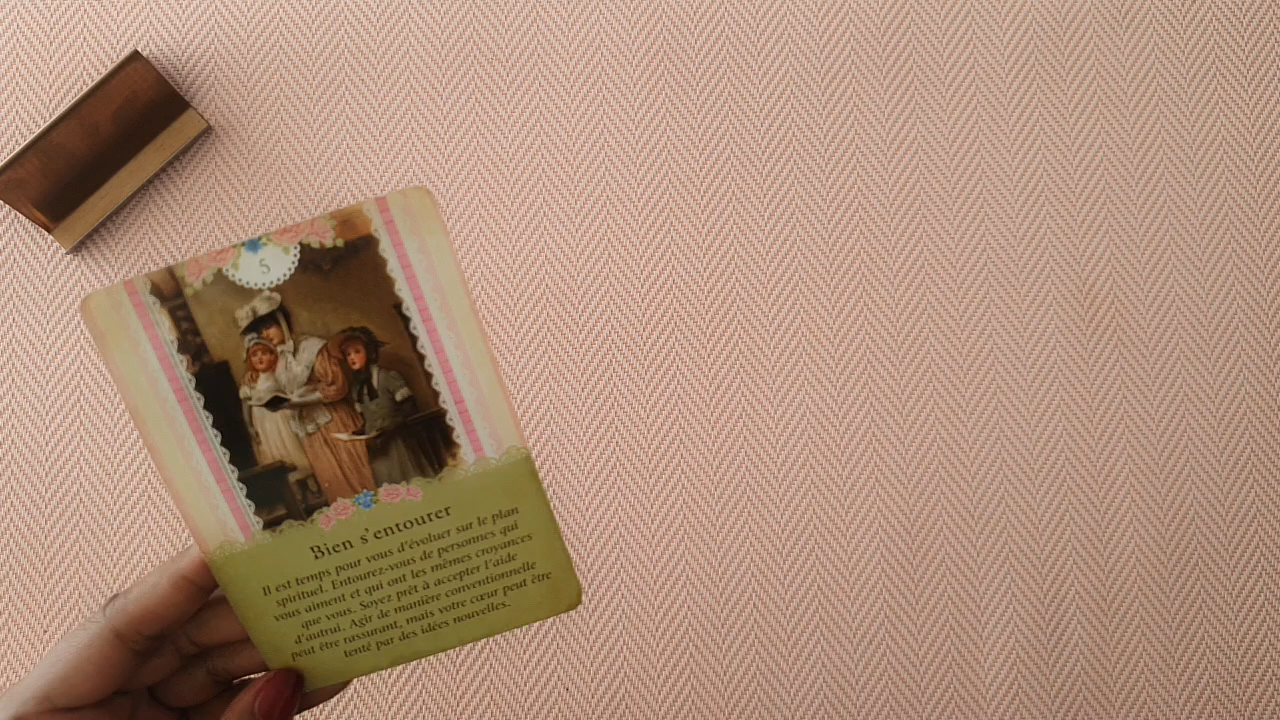 5
Bien s'entourer
Il est temps pour vous d'évoluer sur le plan
spirituel. Entourez-vous de personnes qui
vous aiment et qui ont les mêmes croyances
que vous. Soyez prêt à accepter l'aide
d'autrui. Agir de manière conventionnelle
peut être rassurant, mais votre cœur peut être
tenté par des idées nouvelles.